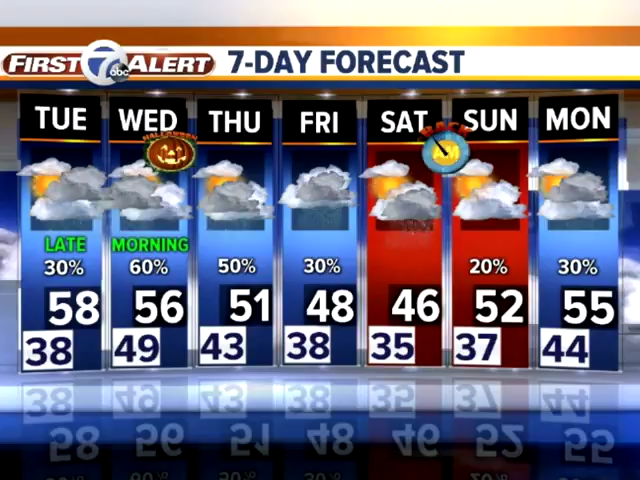 FIRST 7 abc ALERT 7-DAY FORECAST
TUE WED THU FRI SAT SUN MON
HALLOWEEN
BACK
LATE MORNING
30% 60% 50% 30% 20% 30%
58 56 51 48 46 52 55
38 49 43 38 35 37 44